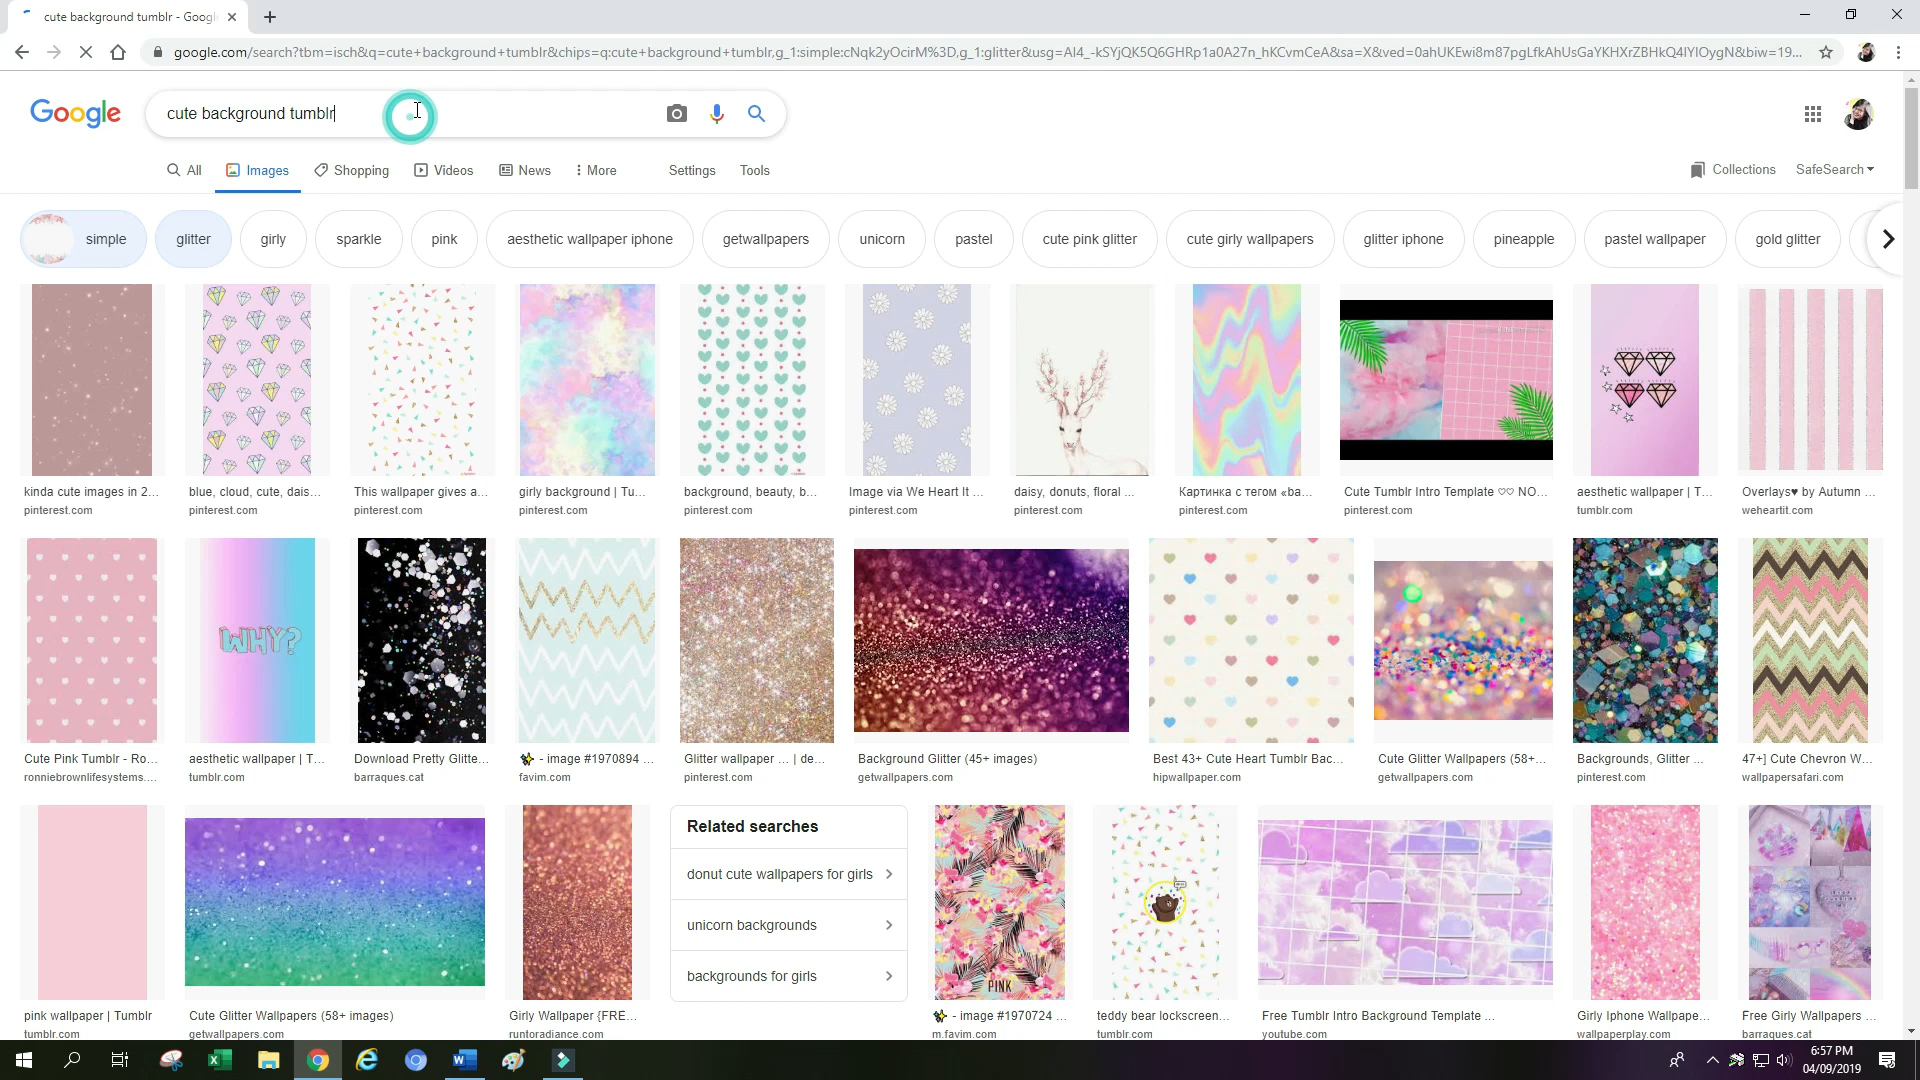 cute background tumblr - Googl
google.com/search?tbm=isch&q=cute+background+tumblr&chips=q:cute+background+tumblr,g_1:simple:cNqk2yOcirM%3D,g_1:glitter&usg=AI4_-kSYjQK5Q6GHRp1a0A27n_hKCvmCeA&sa=X&ved=0ahUKEwi8m87pgLfkAhUsGaYKHXrZBHkQ4lYIOygN&biw=19...
Google
cute background tumblr
All Images Shopping Videos News More Settings Tools
Collections SafeSearch
simple glitter girly sparkle pink aesthetic wallpaper iphone getwallpapers unicorn pastel cute pink glitter cute girly wallpapers glitter iphone pineapple pastel wallpaper gold glitter
kinda cute images in 2... blue, cloud, cute, dais... This wallpaper gives a... girly background | Tu... background, beauty, b... Image via We Heart It ... daisy, donuts, floral ... Картинка с тегом «ba... Cute Tumblr Intro Template ♡♡ NO... aesthetic wallpaper | T... Overlays♥ by Autumn ...
pinterest.com pinterest.com pinterest.com pinterest.com pinterest.com pinterest.com pinterest.com pinterest.com pinterest.com tumblr.com weheartit.com
WHY?
Cute Pink Tumblr - Ro... aesthetic wallpaper | T... Download Pretty Glitte... ✨ - image #1970894 ... Glitter wallpaper ... | de... Background Glitter (45+ images) Best 43+ Cute Heart Tumblr Bac... Cute Glitter Wallpapers (58+... Backgrounds, Glitter ... 47+] Cute Chevron W...
ronniebrownlifesystems.... tumblr.com barraques.cat favim.com pinterest.com getwallpapers.com hipwallpaper.com getwallpapers.com pinterest.com wallpapersafari.com
Related searches
donut cute wallpapers for girls
unicorn backgrounds
backgrounds for girls
PINK
pink wallpaper | Tumblr Cute Glitter Wallpapers (58+ images) Girly Wallpaper {FRE... ✨ - image #1970724 ... teddy bear lockscreen... Free Tumblr Intro Background Template ... Girly Iphone Wallpape... Free Girly Wallpapers ...
tumblr.com getwallpapers.com runtoradiance.com m.favim.com tumblr.com youtube.com wallpaperplay.com barraques.cat
6:57 PM
04/09/2019